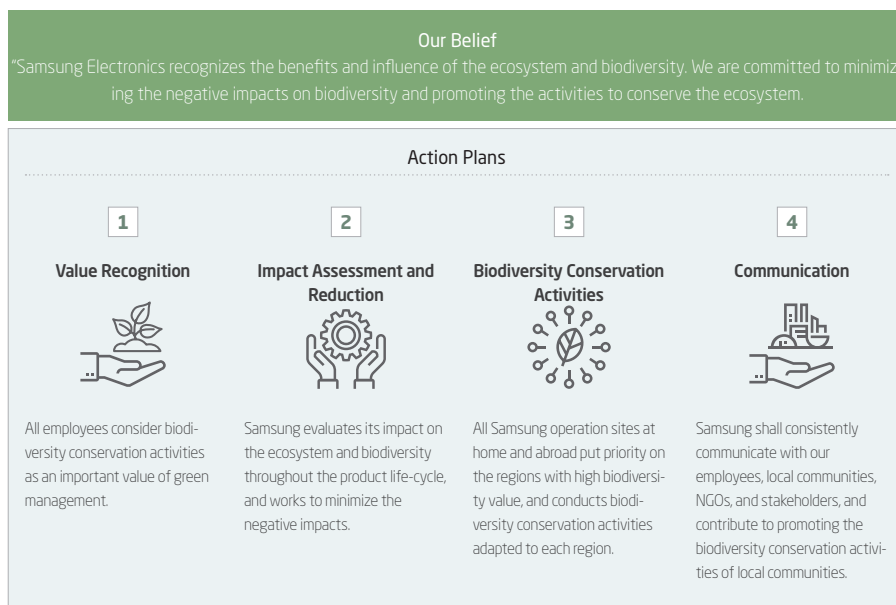 Our Belief
"Samsung Electronics recognizes the benefits and influence of the ecosystem and biodiversity. We are committed to minimiz
ing the negative impacts on biodiversity and promoting the activities to conserve the ecosystem.
Action Plans
1
Value Recognition
All employees consider biodi-
versity conservation activities
as an important value of green
management.
2
Impact Assessment and
Reduction
Samsung evaluates its impact on
the ecosystem and biodiversity
throughout the product life-cycle,
and works to minimize the
negative impacts.
3
Biodiversity Conservation
Activities
All Samsung operation sites at
home and abroad put priority on
the regions with high biodiversi-
ty value, and conducts biodi-
versity conservation activities
adapted to each region.
4
Communication
Samsung shall consistently
communicate with our
employees, local communities,
NGOs, and stakeholders, and
contribute to promoting the
biodiversity conservation activi-
ties of local communities.